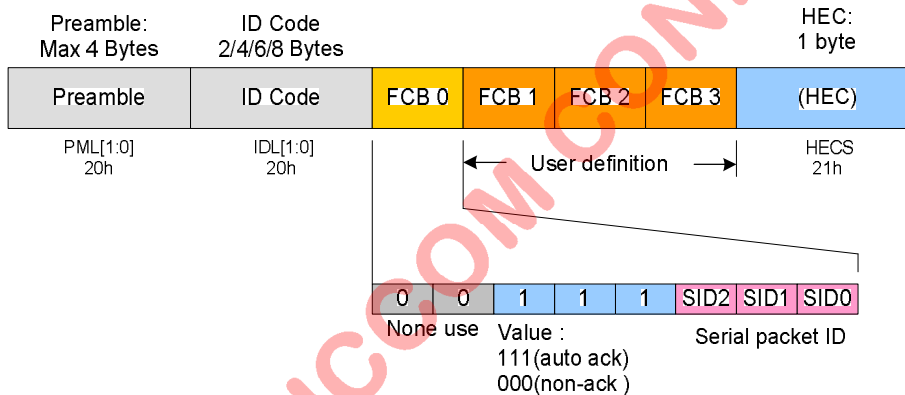 Preamble:
Max 4 Bytes
ID Code
2/4/6/8 Bytes
HEC:
1 byte
Preamble
ID Code
FCB 0
FCB 1
FCB 2
FCB 3
(HEC)
PML[1:0]
20h
IDL[1:0]
20h
User definition
HECS
21h
0
0
1
1
1
SID2
SID1
SID0
None use
Value :
111(auto ack)
000(non-ack )
Serial packet ID